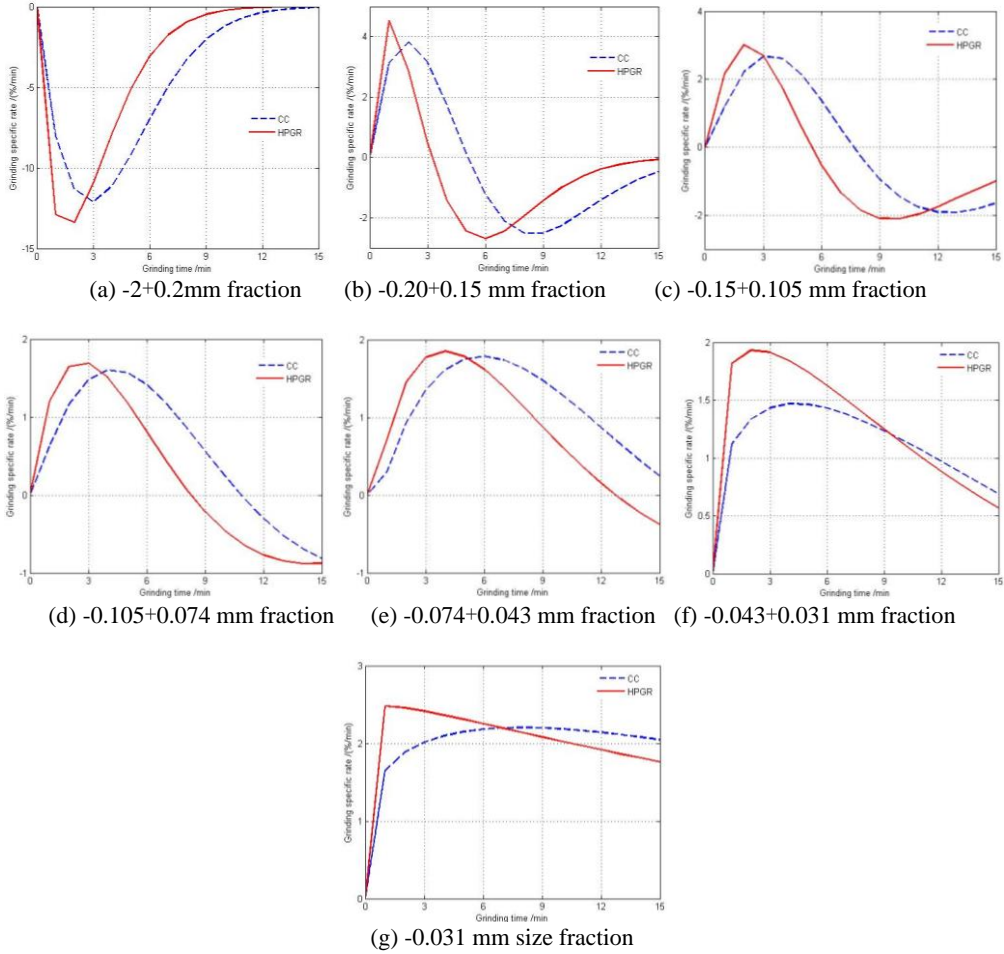 Grinding specific rate /(%/min)
0
-5
-10
-15
CC
HPGR
0 3 6 9 12 15
Grinding time /min
(a) -2+0.2mm fraction
Grinding specific rate /(%/min)
4
2
0
-2
CC
HPGR
0 3 6 9 12 15
Grinding time /min
(b) -0.20+0.15 mm fraction
Grinding specific rate /(%/min)
4
2
0
-2
-4
CC
HPGR
0 3 6 9 12 15
Grinding time /min
(c) -0.15+0.105 mm fraction
Grinding specific rate /(%/min)
2
1
0
-1
CC
HPGR
0 3 6 9 12 15
Grinding time /min
(d) -0.105+0.074 mm fraction
Grinding specific rate /(%/min)
2
1
0
-1
CC
HPGR
0 3 6 9 12 15
Grinding time /min
(e) -0.074+0.043 mm fraction
Grinding specific rate /(%/min)
2
1.5
1
0.5
0
CC
HPGR
0 3 6 9 12 15
Grinding time /min
(f) -0.043+0.031 mm fraction
Grinding specific rate /(%/min)
3
2
1
0
CC
HPGR
0 3 6 9 12 15
Grinding time /min
(g) -0.031 mm size fraction